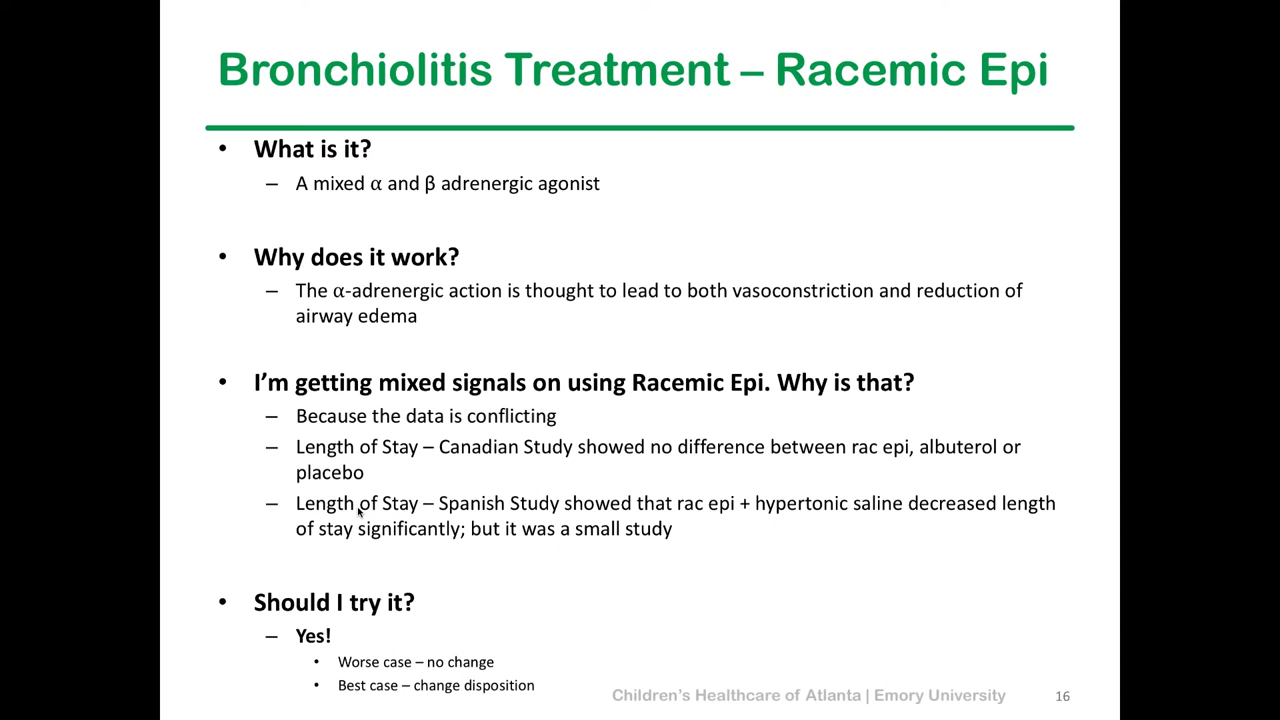 Bronchiolitis Treatment – Racemic Epi
• What is it?
– A mixed α and β adrenergic agonist
• Why does it work?
– The α-adrenergic action is thought to lead to both vasoconstriction and reduction of
airway edema
• I’m getting mixed signals on using Racemic Epi. Why is that?
– Because the data is conflicting
– Length of Stay – Canadian Study showed no difference between rac epi, albuterol or
placebo
– Length of Stay – Spanish Study showed that rac epi + hypertonic saline decreased length
of stay significantly; but it was a small study
• Should I try it?
– Yes!
• Worse case – no change
• Best case – change disposition
Children’s Healthcare of Atlanta | Emory University 16